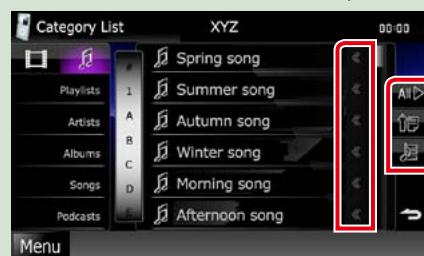 Category List XYZ 00:00
Spring song
Playlists 1 Summer song All
Artists A Autumn song
Albums B Winter song
C
Songs D Morning song
Podcasts E Afternoon song
Menu